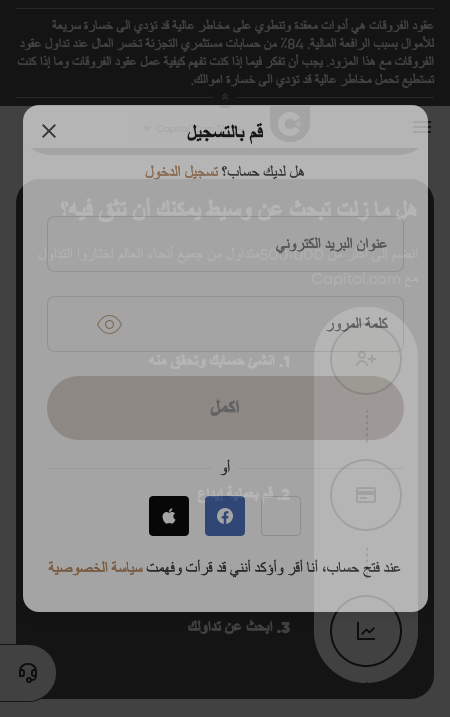 عقود الفروقات هي أدوات معقدة وتنطوي على مخاطر عالية قد تؤدي الى خسارة سريعة
للأموال بسبب الرافعة المالية. 84٪ من حسابات مستثمري التجزئة تخسر المال عند تداول عقود
الفروقات مع هذا المزود. يجب أن تفكر فيما إذا كنت تفهم كيفية عمل عقود الفروقات وما إذا كنت
تستطيع تحمل مخاطر عالية قد تؤدي الى خسارة اموالك.
قم بالتسجيل
هل لديك حساب؟ تسجيل الدخول
هل ما زلت تبحث عن وسيط يمكنك أن تثق فيه؟
عنوان البريد الكتروني
انضم إلى أكثر من 500.000 متداول من جميع أنحاء العالم اختاروا التداول
مع Capital.com
كلمة المرور
1. انشئ حسابك وتحقق منه
اكمل
أو
2. قم بعملية إيداع
عند فتح حساب، أنا أقر وأؤكد أنني قد قرأت وفهمت سياسة الخصوصية
3. ابحث عن تداولك